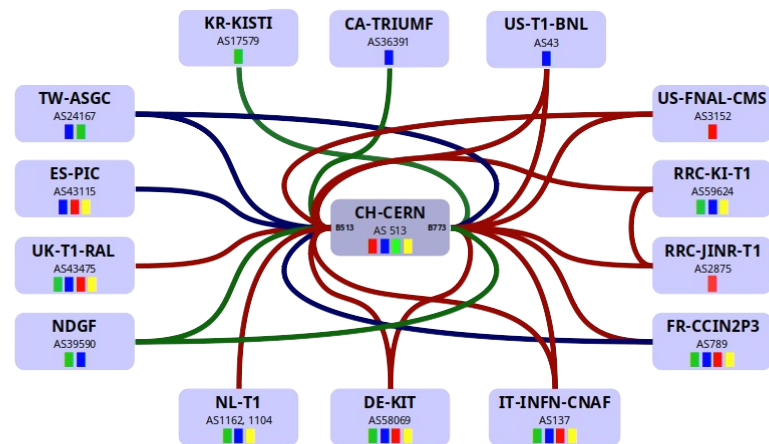 KR-KISTI
AS17579
CA-TRIUMF
AS36391
US-T1-BNL
AS43
TW-ASGC
AS24167
US-FNAL-CMS
AS3152
ES-PIC
AS43115
RRC-KI-T1
AS59624
CH-CERN
B513 AS 513 B773
UK-T1-RAL
AS43475
RRC-JINR-T1
AS2875
NDGF
AS39590
FR-CCIN2P3
AS789
NL-T1
AS1162, 1104
DE-KIT
AS58069
IT-INFN-CNAF
AS137